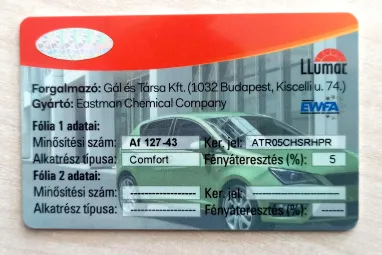 LLumar
Forgalmazó: Gál és Társa Kft. (1032 Budapest, Kiscelli u. 74.)
Gyártó: Eastman Chemical Company
EWFA
Fólia 1 adatai:
Minősítési szám: Af 127-43 Ker. jel: ATR05CHSRHPR
Alkatrész típusa: Comfort Fényáteresztés (%): 5
Fólia 2 adatai:
Minősítési szám: ---------------- Ker. jel: --------------------
Alkatrész típusa: ---------------- Fényáteresztés (%): ------